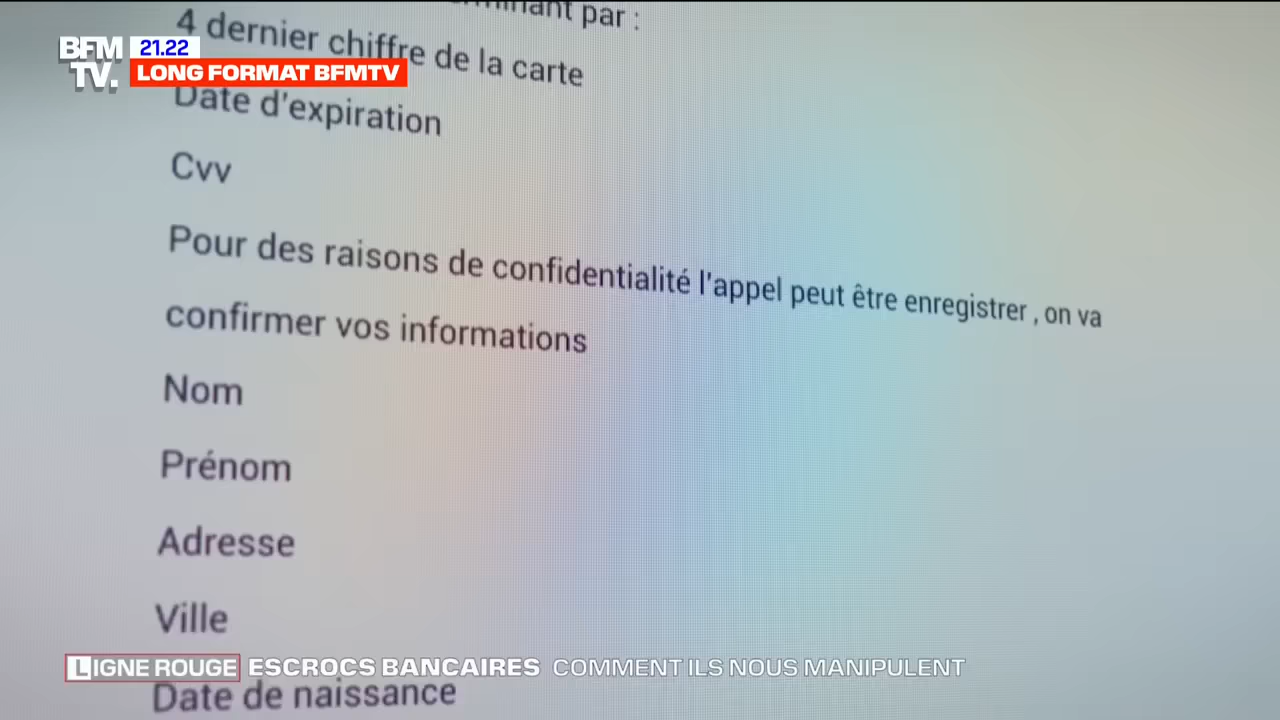 par :
4 dernier chiffre de la carte
BFM
TV.
21.22
LONG FORMAT BFMTV
Date d'expiration
Cvv
Pour des raisons de confidentialité l'appel peut être enregistrer , on va
confirmer vos informations
Nom
Prénom
Adresse
Ville
LIGNE ROUGE ESCROCS BANCAIRES COMMENT ILS NOUS MANIPULENT
Date de naissance